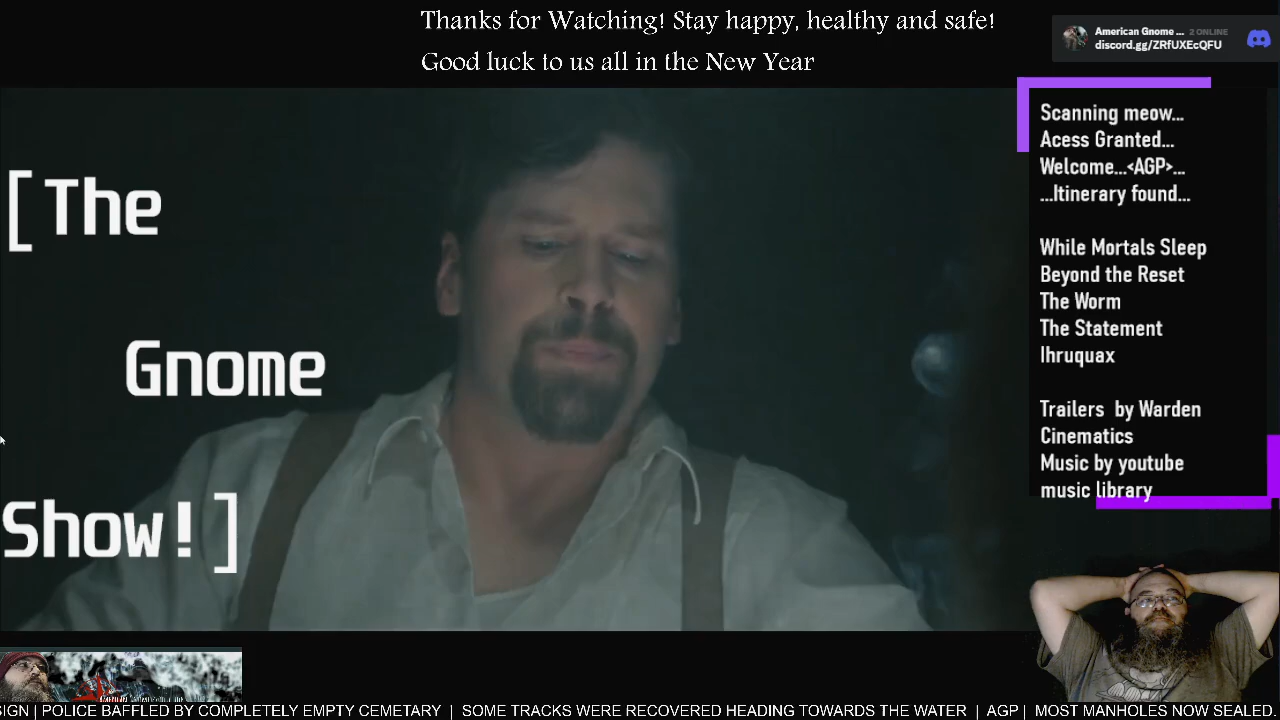 Thanks for Watching! Stay happy, healthy and safe!
Good luck to us all in the New Year
American Gnome ... 2 ONLINE
discord.gg/ZRfUXEcQFU
Scanning meow...
Acess Granted...
Welcome...<AGP>...
...Itinerary found...
While Mortals Sleep
Beyond the Reset
The Worm
The Statement
Ihruquax
Trailers by Warden
Cinematics
Music by youtube
music library
[The
Gnome
Show!]
SIGN | POLICE BAFFLED BY COMPLETELY EMPTY CEMETARY | SOME TRACKS WERE RECOVERED HEADING TOWARDS THE WATER | AGP | MOST MANHOLES NOW SEALED